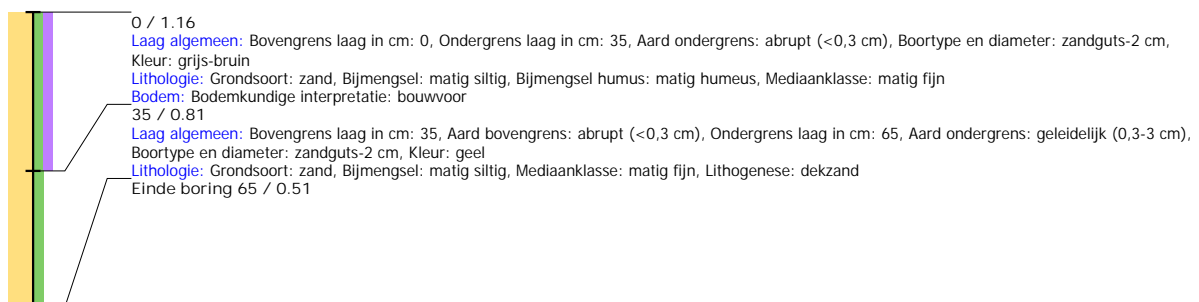 0 / 1.16
Laag algemeen: Bovengrens laag in cm: 0, Ondergrens laag in cm: 35, Aard ondergrens: abrupt (<0,3 cm), Boortype en diameter: zandguts-2 cm,
Kleur: grijs-bruin
Lithologie: Grondsoort: zand, Bijmengsel: matig siltig, Bijmengsel humus: matig humeus, Mediaanklasse: matig fijn
Bodem: Bodemkundige interpretatie: bouwvoor
35 / 0.81
Laag algemeen: Bovengrens laag in cm: 35, Aard bovengrens: abrupt (<0,3 cm), Ondergrens laag in cm: 65, Aard ondergrens: geleidelijk (0,3-3 cm),
Boortype en diameter: zandguts-2 cm, Kleur: geel
Lithologie: Grondsoort: zand, Bijmengsel: matig siltig, Mediaanklasse: matig fijn, Lithogenese: dekzand
Einde boring 65 / 0.51